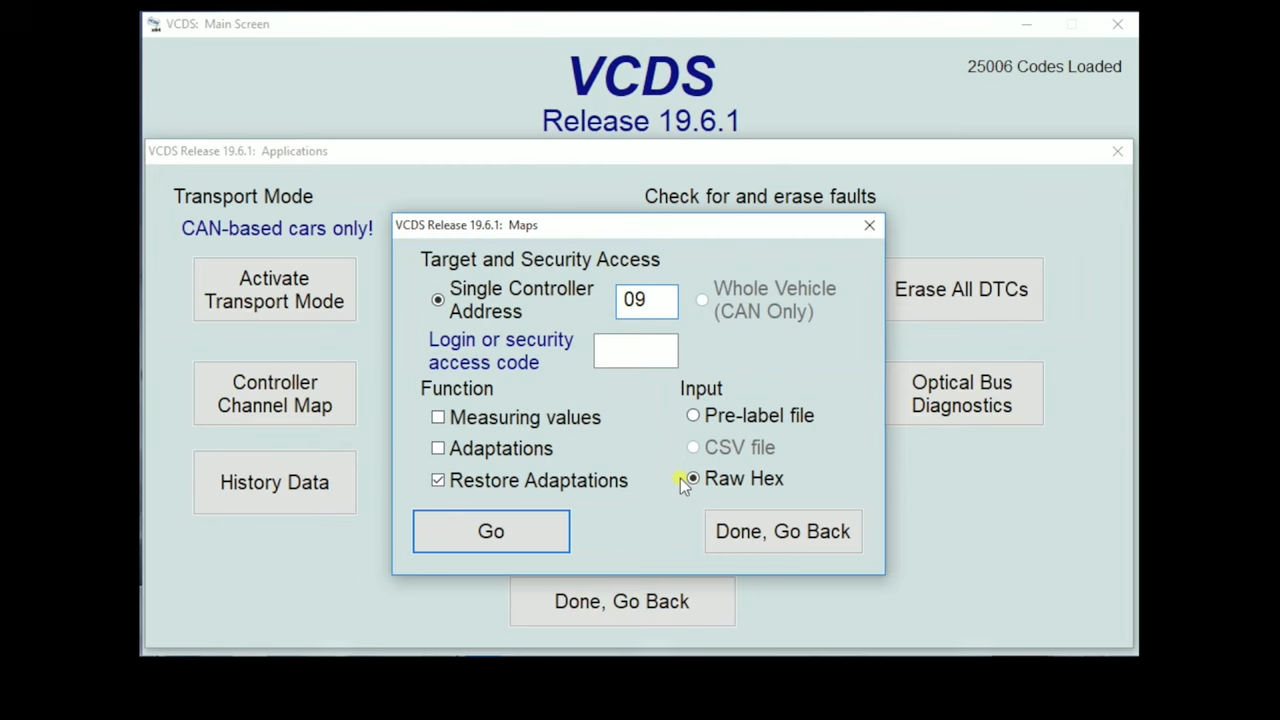 VCDS: Main Screen
VCDS
25006 Codes Loaded
Release 19.6.1
VCDS Release 19.6.1: Applications
Transport Mode
Check for and erase faults
CAN-based cars only!
Activate
Transport Mode
Erase All DTCs
Controller
Channel Map
Optical Bus
Diagnostics
History Data
Done, Go Back
VCDS Release 19.6.1: Maps
Target and Security Access
Single Controller
Address
09
Whole Vehicle
(CAN Only)
Login or security
access code
Function
Input
Measuring values
Pre-label file
Adaptations
CSV file
Restore Adaptations
Raw Hex
Go
Done, Go Back